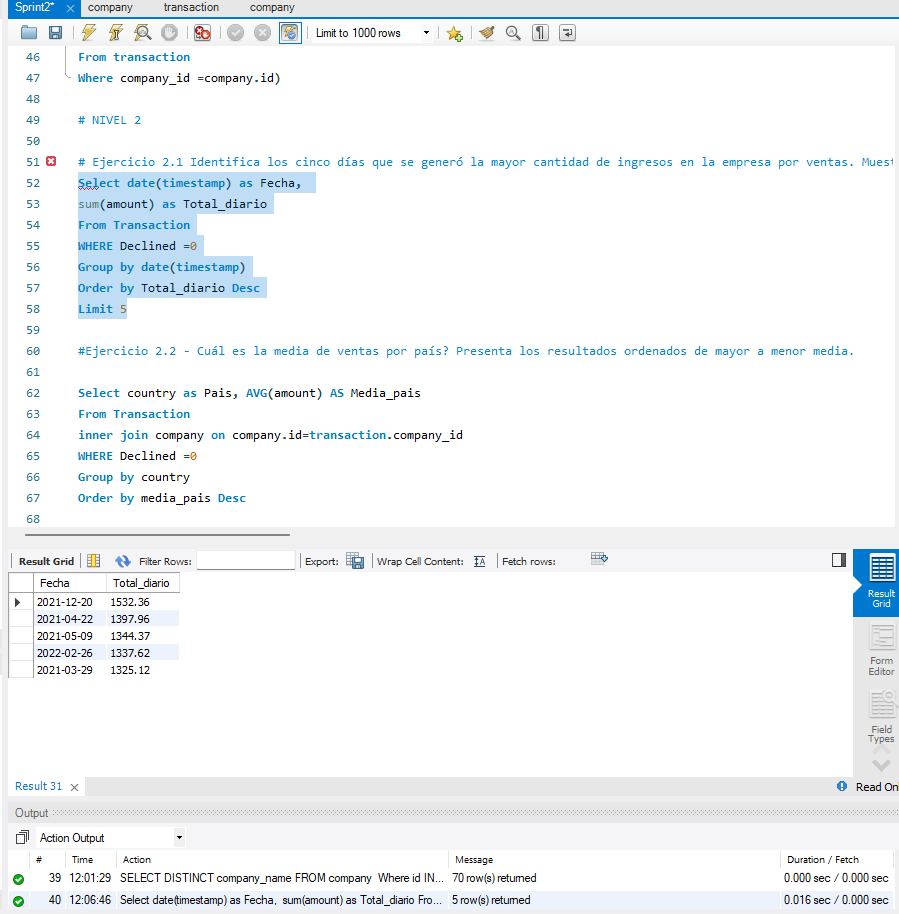 Sprint2* × company transaction company
Limit to 1000 rows
46 From transaction
47 Where company_id =company.id)
48
49 # NIVEL 2
50
51 # Ejercicio 2.1 Identifica los cinco días que se generó la mayor cantidad de ingresos en la empresa por ventas. Muest
52 Select date(timestamp) as Fecha,
53 sum(amount) as Total_diario
54 From Transaction
55 WHERE Declined =0
56 Group by date(timestamp)
57 Order by Total_diario Desc
58 Limit 5
59
60 #Ejercicio 2.2 - Cuál es la media de ventas por país? Presenta los resultados ordenados de mayor a menor media.
61
62 Select country as Pais, AVG(amount) AS Media_pais
63 From Transaction
64 inner join company on company.id=transaction.company_id
65 WHERE Declined =0
66 Group by country
67 Order by media_pais Desc
68
Result Grid Filter Rows: Export: Wrap Cell Content: Fetch rows:
Fecha Total_diario
2021-12-20 1532.36
2021-04-22 1397.96
2021-05-09 1344.37
2022-02-26 1337.62
2021-03-29 1325.12
Result
Grid
Form
Editor
Field
Types
Result 31 × Read On
Output
Action Output
# Time Action Message Duration / Fetch
39 12:01:29 SELECT DISTINCT company_name FROM company Where id IN... 70 row(s) returned 0.000 sec / 0.000 sec
40 12:06:46 Select date(timestamp) as Fecha, sum(amount) as Total_diario Fro... 5 row(s) returned 0.016 sec / 0.000 sec